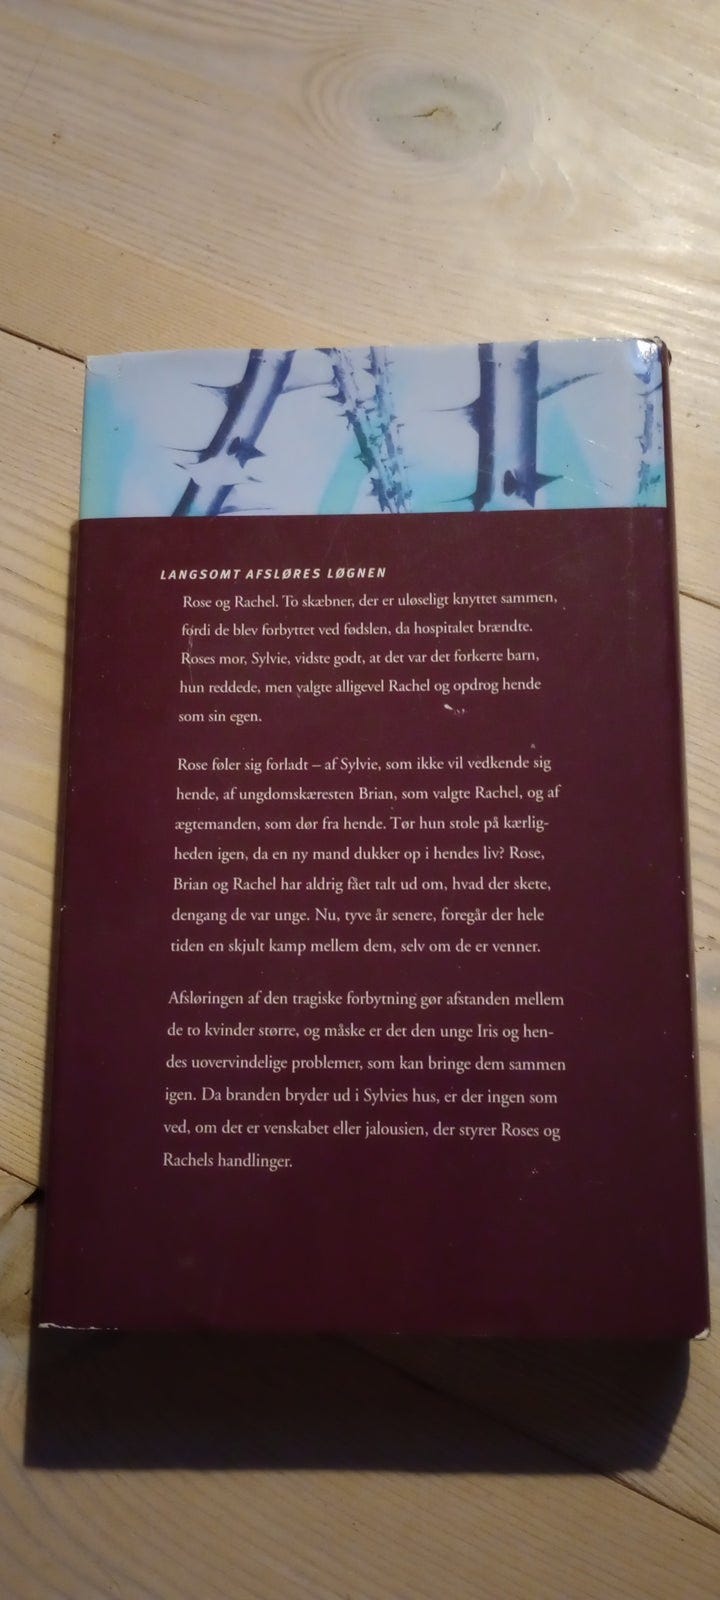 LANGSOMT AFSLØRES LØGNEN
Rose og Rachel. To skæbner, der er uløseligt knyttet sammen,
fordi de blev forbyttet ved fødslen, da hospitalet brændte.
Roses mor, Sylvie, vidste godt, at det var det forkerte barn,
hun reddede, men valgte alligevel Rachel og opdrog hende
som sin egen.
Rose føler sig forladt – af Sylvie, som ikke vil vedkende sig
hende, af ungdomskæresten Brian, som valgte Rachel, og af
ægtemanden, som dør fra hende. Tør hun stole på kærlig-
heden igen, da en ny mand dukker op i hendes liv? Rose,
Brian og Rachel har aldrig fået talt ud om, hvad der skete,
dengang de var unge. Nu, tyve år senere, foregår der hele
tiden en skjult kamp mellem dem, selv om de er venner.
Afsløringen af den tragiske forbytning gør afstanden mellem
de to kvinder større, og måske er det den unge Iris og hen-
des uovervindelige problemer, som kan bringe dem sammen
igen. Da branden bryder ud i Sylvies hus, er der ingen som
ved, om det er venskabet eller jalousien, der styrer Roses og
Rachels handlinger.